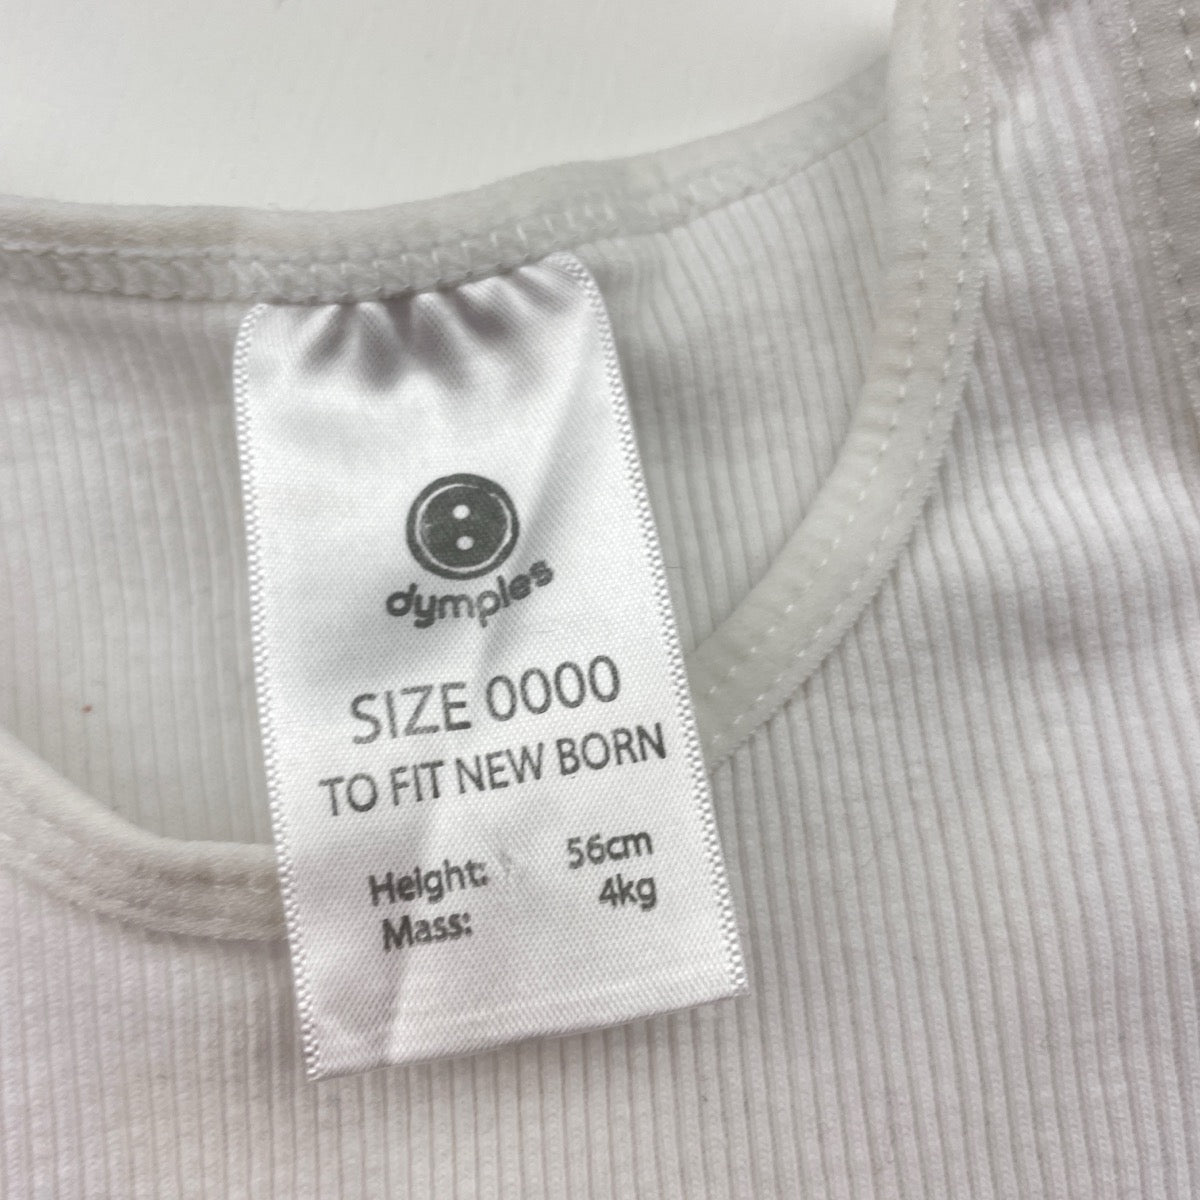 dymples
SIZE 0000
TO FIT NEW BORN
Height: 56cm
Mass: 4kg